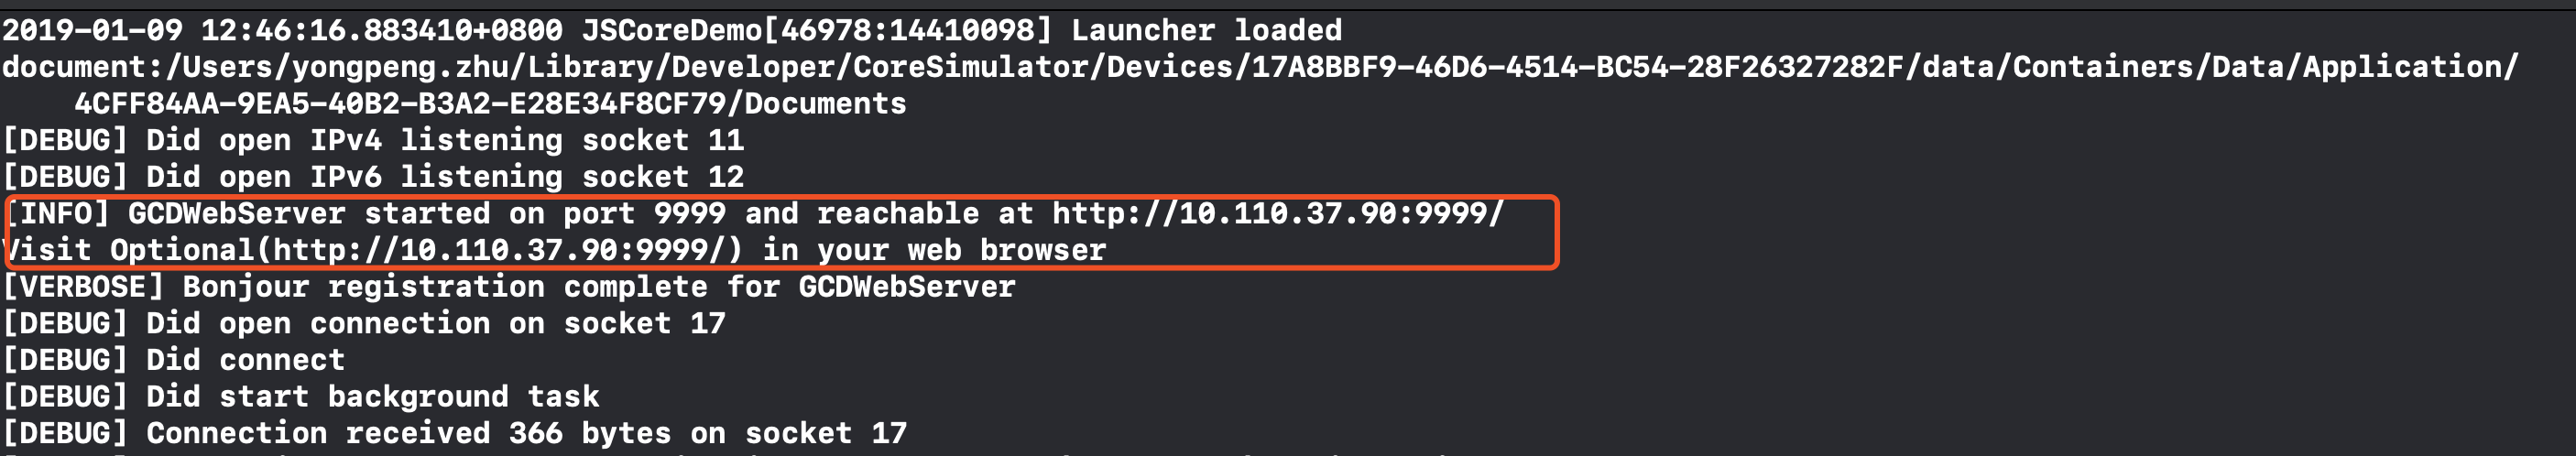 2019-01-09 12:46:16.883410+0800 JSCoreDemo[46978:14410098] Launcher loaded
document:/Users/yongpeng.zhu/Library/Developer/CoreSimulator/Devices/17A8BBF9-46D6-4514-BC54-28F26327282F/data/Containers/Data/Application/
4CFF84AA-9EA5-40B2-B3A2-E28E34F8CF79/Documents
[DEBUG] Did open IPv4 listening socket 11
[DEBUG] Did open IPv6 listening socket 12
[INFO] GCDWebServer started on port 9999 and reachable at http://10.110.37.90:9999/
Visit Optional(http://10.110.37.90:9999/) in your web browser
[VERBOSE] Bonjour registration complete for GCDWebServer
[DEBUG] Did open connection on socket 17
[DEBUG] Did connect
[DEBUG] Did start background task
[DEBUG] Connection received 366 bytes on socket 17